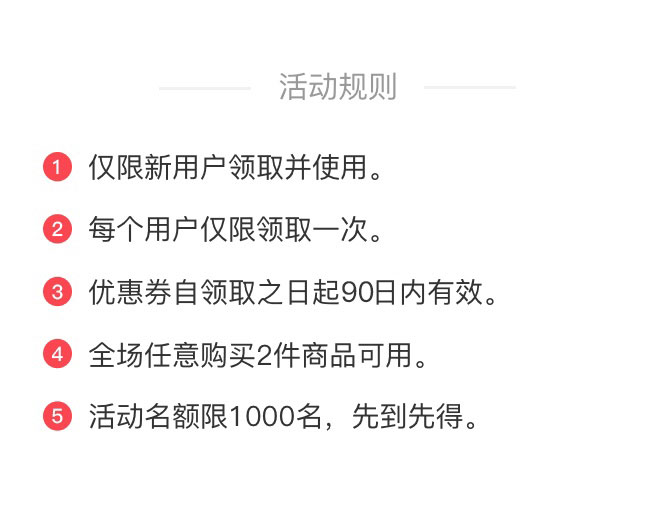 活动规则
1 仅限新用户领取并使用。
2 每个用户仅限领取一次。
3 优惠券自领取之日起90日内有效。
4 全场任意购买2件商品可用。
5 活动名额限1000名，先到先得。